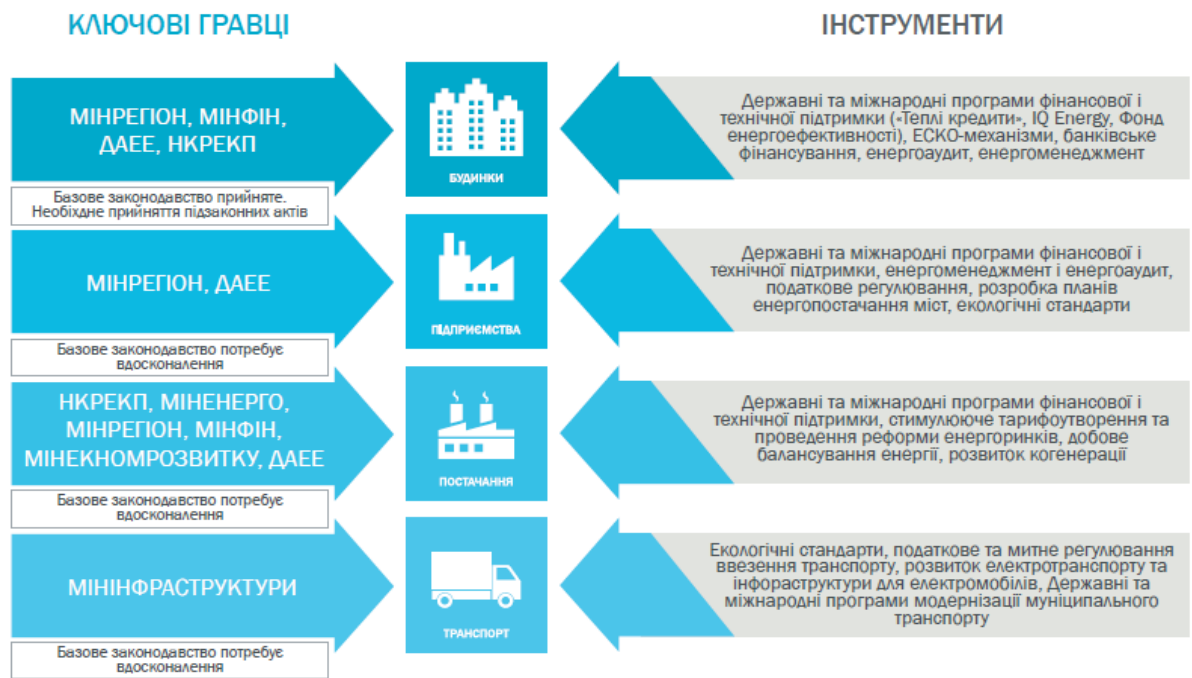 КЛЮЧОВІ ГРАВЦІ
ІНСТРУМЕНТИ
МІНРЕГІОН, МІНФІН,
ДАЕЕ, НКРЕКП
Базове законодавство прийняте.
Необіхдне прийняття підзаконних актів
БУДИНКИ
Державні та міжнародні програми фінансової і
технічної підтримки («Теплі кредити», IQ Energy, Фонд
енергоефективності), ЕСКО-механізми, банківське
фінансування, енергоаудит, енергоменеджмент
МІНРЕГІОН, ДАЕЕ
Базове законодавство потребує
вдосконалення
ПІДПРИЄМСТВА
Державні та міжнародні програми фінансової і
технічної підтримки, енергоменеджмент і енергоаудит,
податкове регулювання, розробка планів
енергопостачання міст, екологічні стандарти
НКРЕКП, МІНЕНЕРГО,
МІНРЕГІОН, МІНФІН,
МІНЕКНОМРОЗВИТКУ, ДАЕЕ
Базове законодавство потребує
вдосконалення
ПОСТАЧАННЯ
Державні та міжнародні програми фінансової і
технічної підтримки, стимулююче тарифоутворення та
проведення реформи енергоринків, добове
балансування енергії, розвиток когенерації
МІНІНФРАСТРУКТУРИ
Базове законодавство потребує
вдосконалення
ТРАНСПОРТ
Екологічні стандарти, податкове та митне регулювання
ввезення транспорту, розвиток електротранспорту та
інфораструктури для електромобілів, Державні та
міжнародні програми модернізації муніципального
транспорту